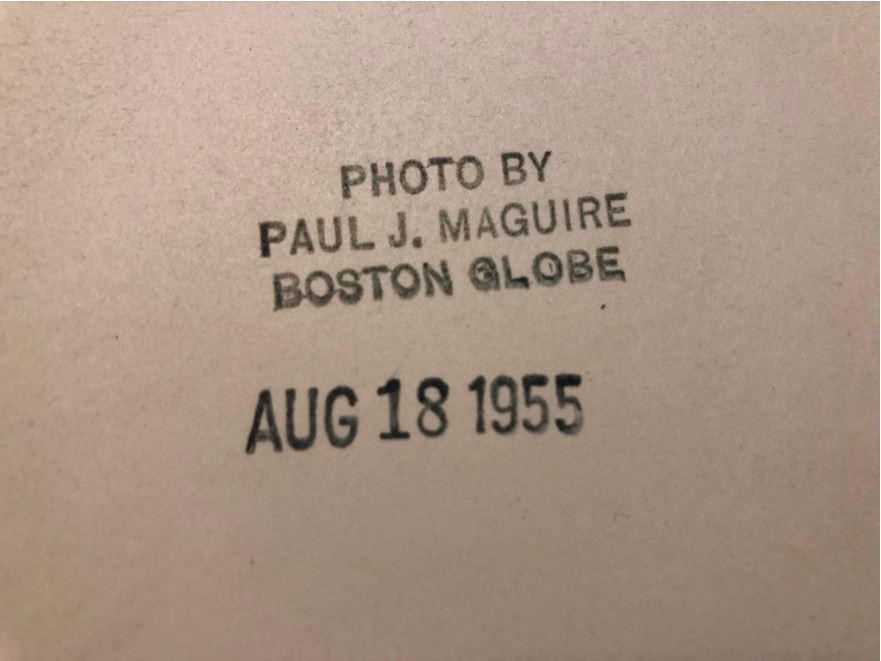 PHOTO BY
PAUL J. MAGUIRE
BOSTON GLOBE
AUG 18 1955